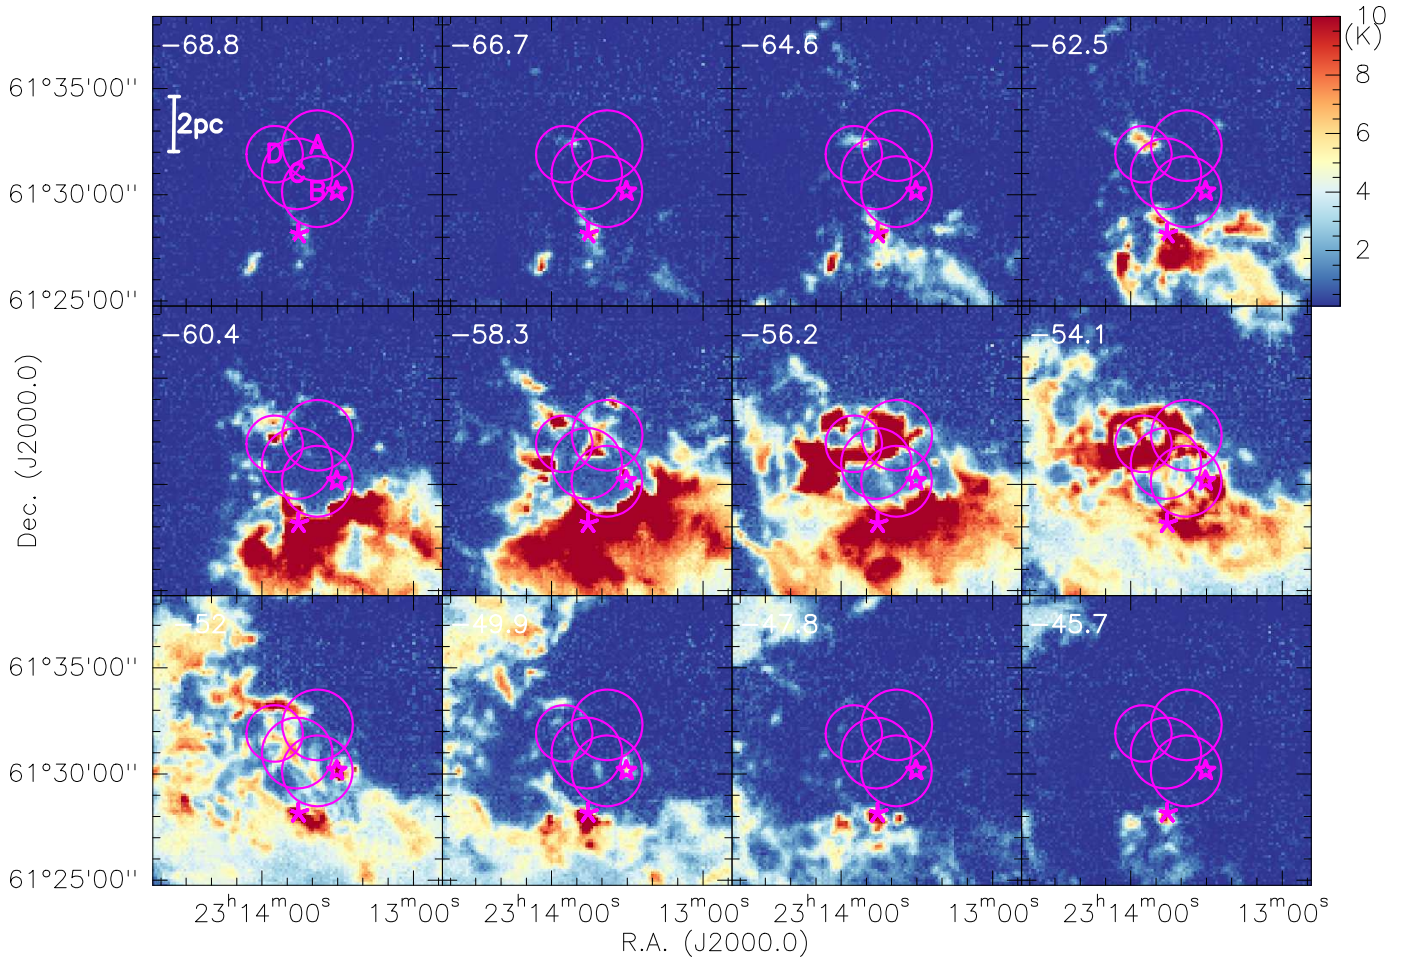 −68.8 −66.7 −64.6 −62.5 10
(K)
61°35'00'' 8
2pc
6
D A
C
B
61°30'00'' 4
2
61°25'00''
−60.4 −58.3 −56.2 −54.1
Dec. (J2000.0)
−52 −49.9 −47.8 −45.7
61°35'00''
61°30'00''
61°25'00''
23h14m00s 13m00s 23h14m00s 13m00s 23h14m00s 13m00s 23h14m00s 13m00s
R.A. (J2000.0)